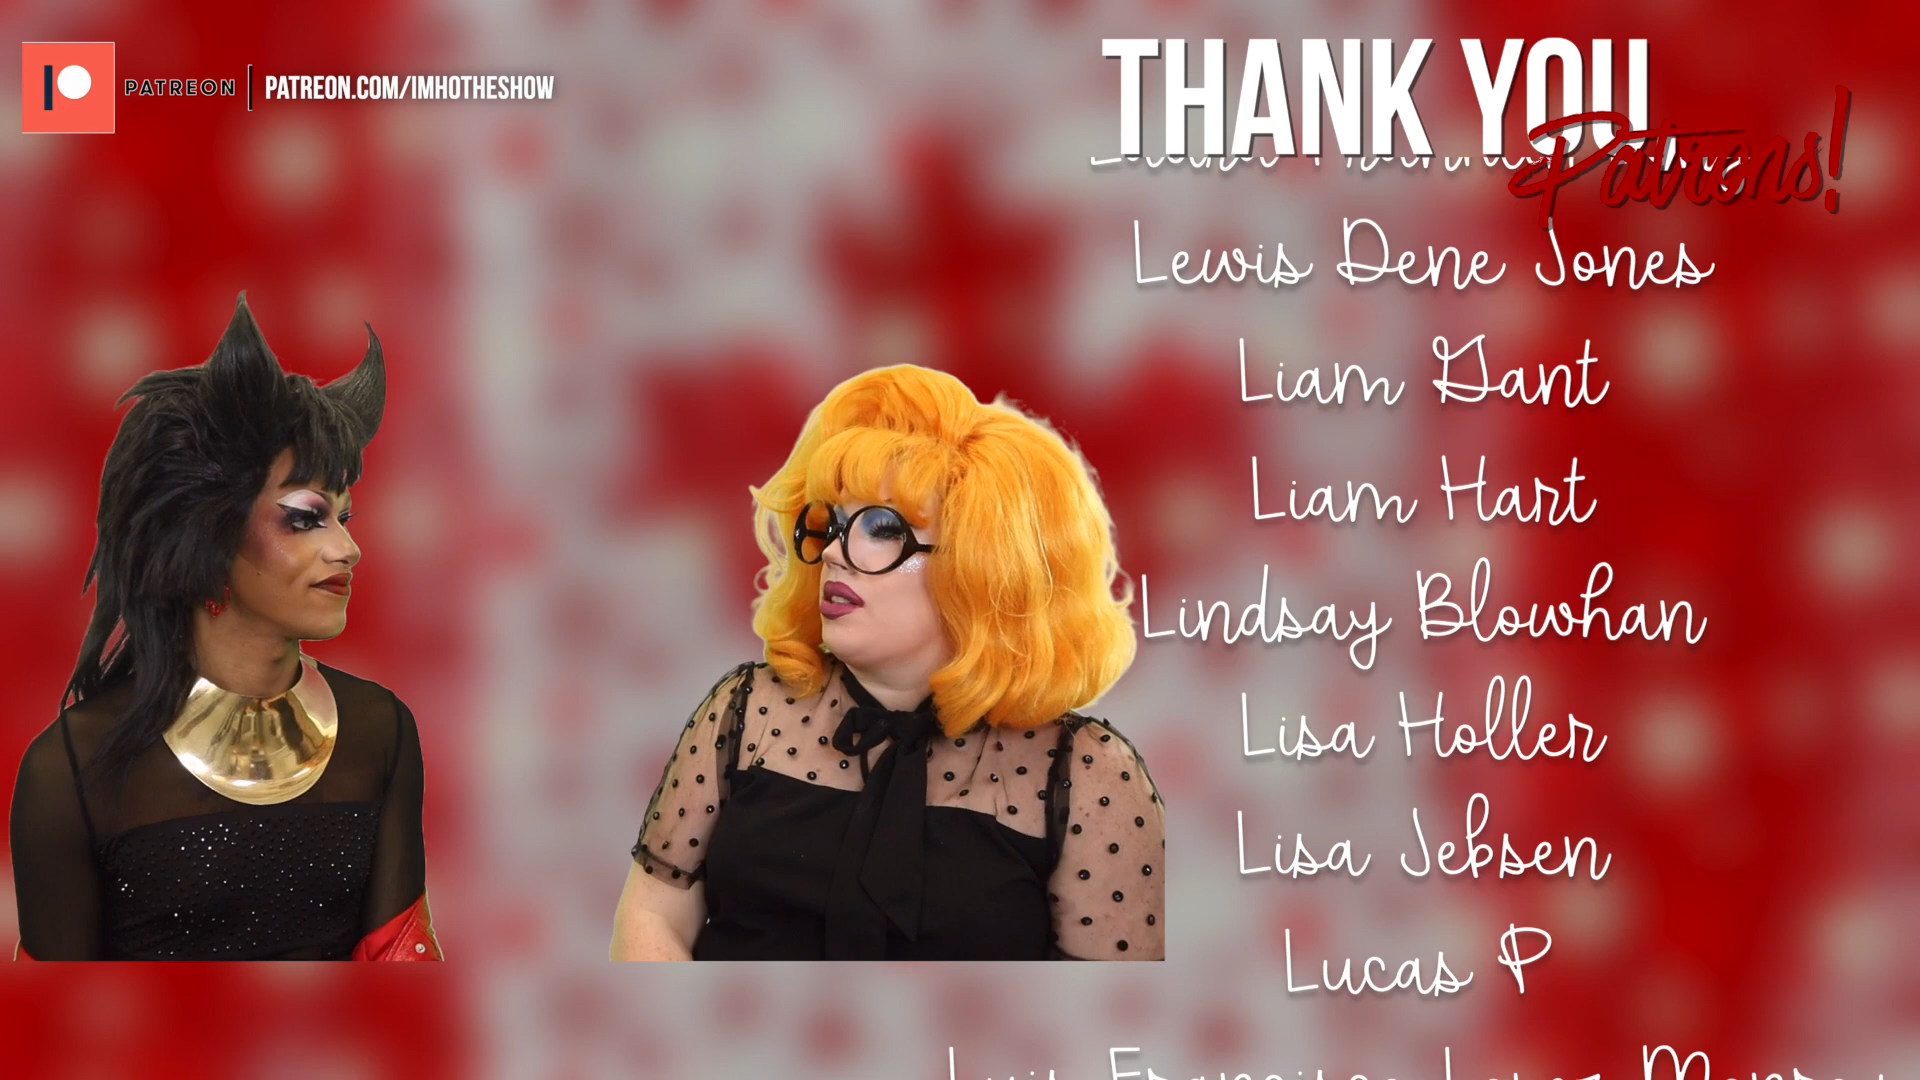 PATREON | PATREON.COM/IMHOTHESHOW
THANK YOU
Patrons!
Lewis Dene Jones
Liam Gant
Liam Hart
Lindsay Blowhan
Lisa Holler
Lisa Jebsen
Lucas P